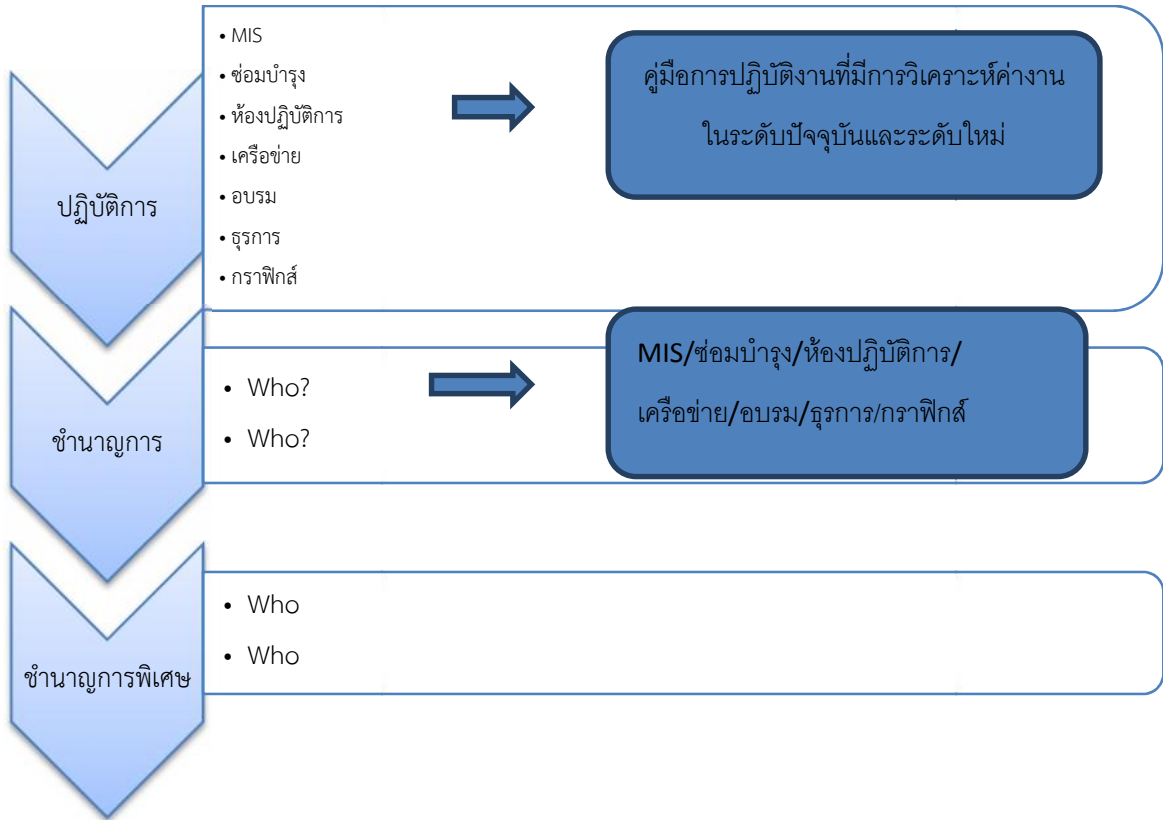 ปฏิบัติการ
• MIS
• ซ่อมบำรุง
• ห้องปฏิบัติการ
• เครือข่าย
• อบรม
• ธุรการ
• กราฟิกส์
คู่มือการปฏิบัติงานที่มีการวิเคราะห์ค่างาน
ในระดับปัจจุบันและระดับใหม่
ชำนาญการ
• Who?
• Who?
MIS/ซ่อมบำรุง/ห้องปฏิบัติการ/
เครือข่าย/อบรม/ธุรการ/กราฟิกส์
ชำนาญการพิเศษ
• Who
• Who